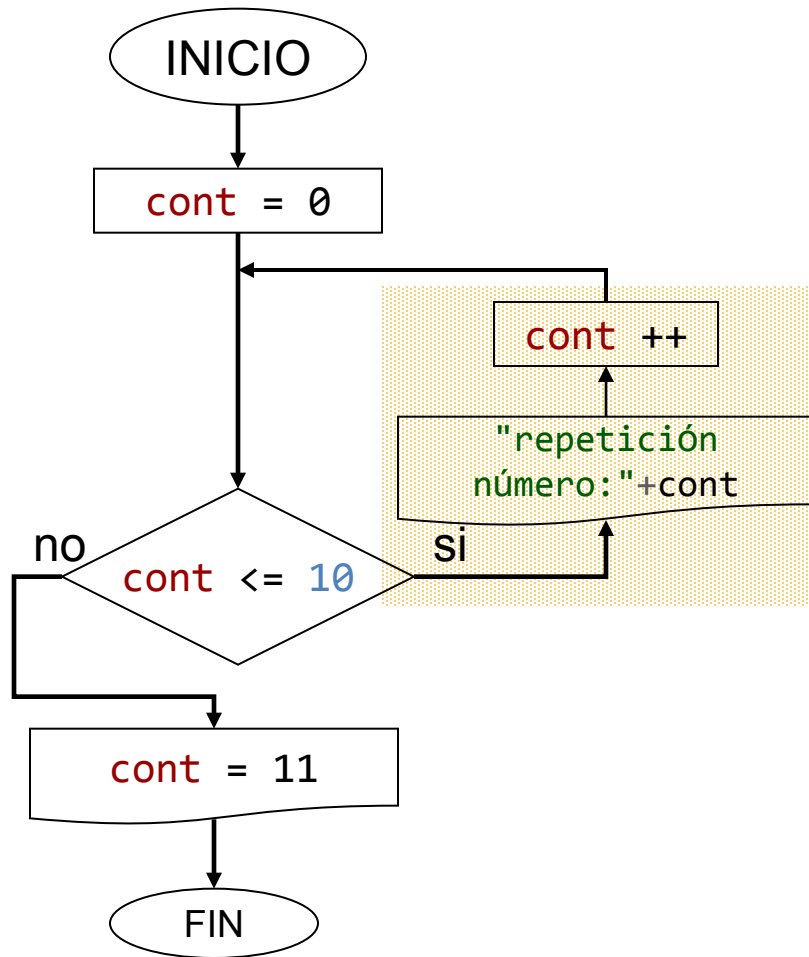 INICIO
cont = 0
cont ++
"repetición
número:"+cont
no
si
cont <= 10
cont = 11
FIN